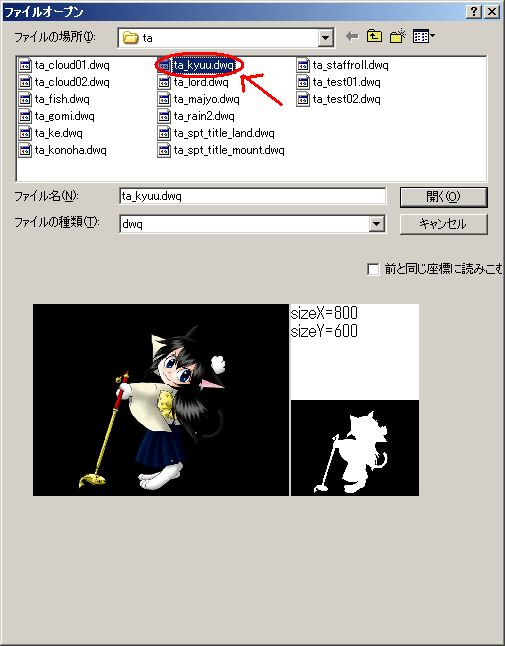 ファイルオープン
ファイルの場所(I):
ta
ta_cloud01.dwq
ta_cloud02.dwq
ta_fish.dwq
ta_gomi.dwq
ta_ke.dwq
ta_konoha.dwq
ta_kyuu.dwq
ta_lord.dwq
ta_majyo.dwq
ta_rain2.dwq
ta_spt_title_land.dwq
ta_spt_title_mount.dwq
ta_staffroll.dwq
ta_test01.dwq
ta_test02.dwq
ファイル名(N):
ta_kyuu.dwq
開く(O)
ファイルの種類(T):
dwq
キャンセル
前と同じ座標に読みこむ
sizeX=800
sizeY=600